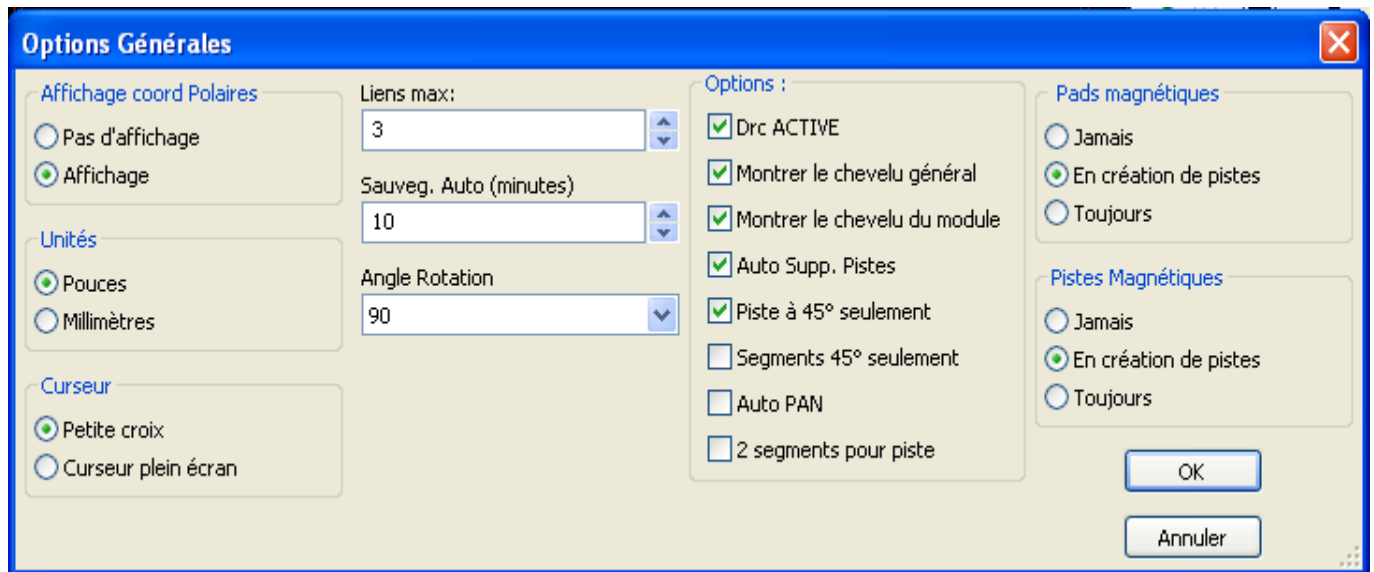 Options Générales
Affichage coord Polaires
Pas d'affichage
Affichage
Unités
Pouces
Millimètres
Curseur
Petite croix
Curseur plein écran
Liens max:
3
Sauveg. Auto (minutes)
10
Angle Rotation
90
Options :
Drc ACTIVE
Montrer le chevelu général
Montrer le chevelu du module
Auto Supp. Pistes
Piste à 45° seulement
Segments 45° seulement
Auto PAN
2 segments pour piste
Pads magnétiques
Jamais
En création de pistes
Toujours
Pistes Magnétiques
Jamais
En création de pistes
Toujours
OK
Annuler